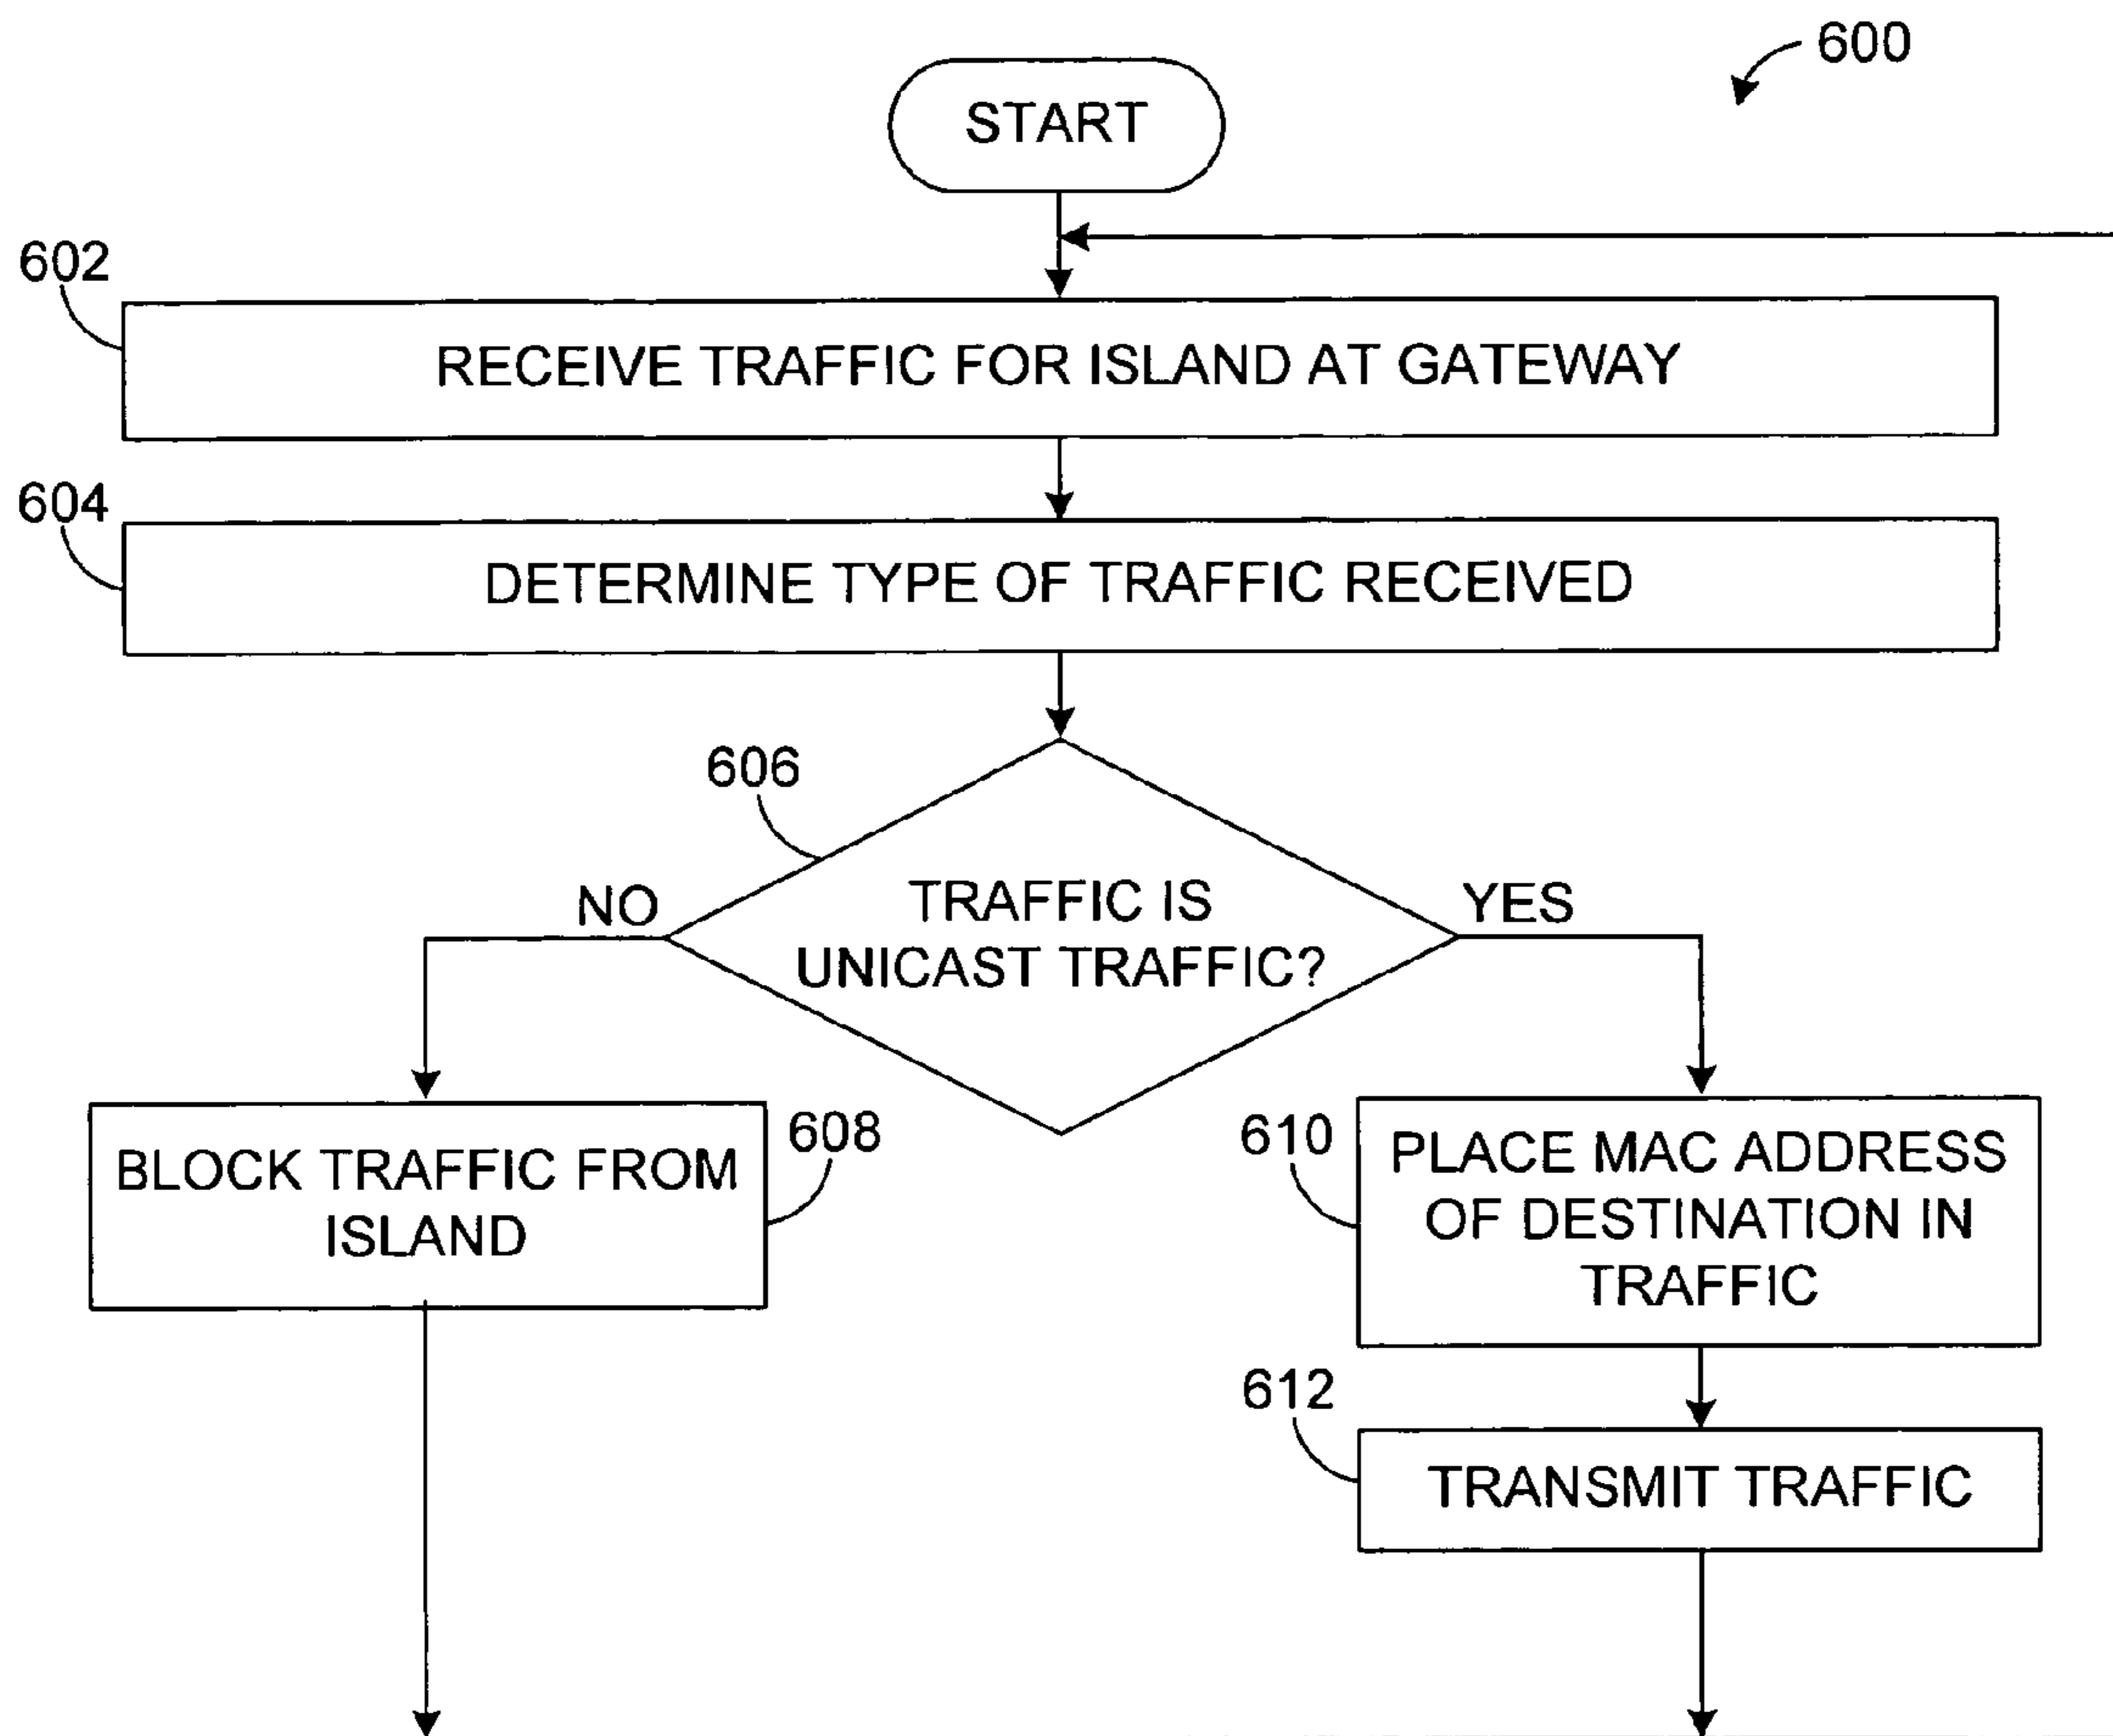 600
START
602
RECEIVE TRAFFIC FOR ISLAND AT GATEWAY
604
DETERMINE TYPE OF TRAFFIC RECEIVED
606
NO
TRAFFIC IS
UNICAST TRAFFIC?
YES
BLOCK TRAFFIC FROM
ISLAND
608
610
PLACE MAC ADDRESS
OF DESTINATION IN
TRAFFIC
612
TRANSMIT TRAFFIC